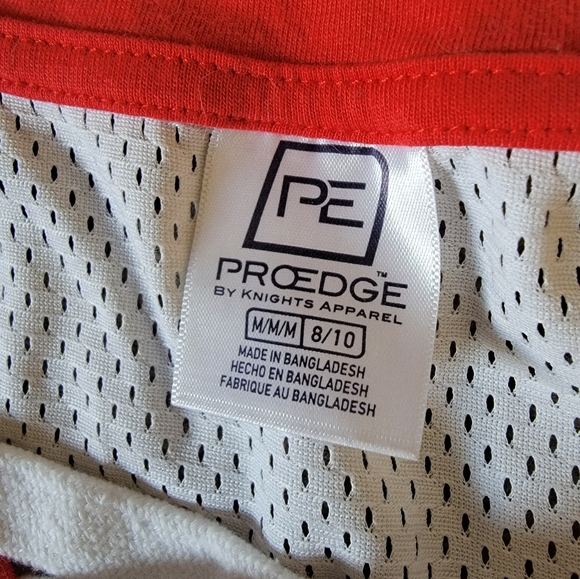 PE
PROEDGE™
BY KNIGHTS APPAREL
M/M/M 8/10
MADE IN BANGLADESH
HECHO EN BANGLADESH
FABRIQUE AU BANGLADESH